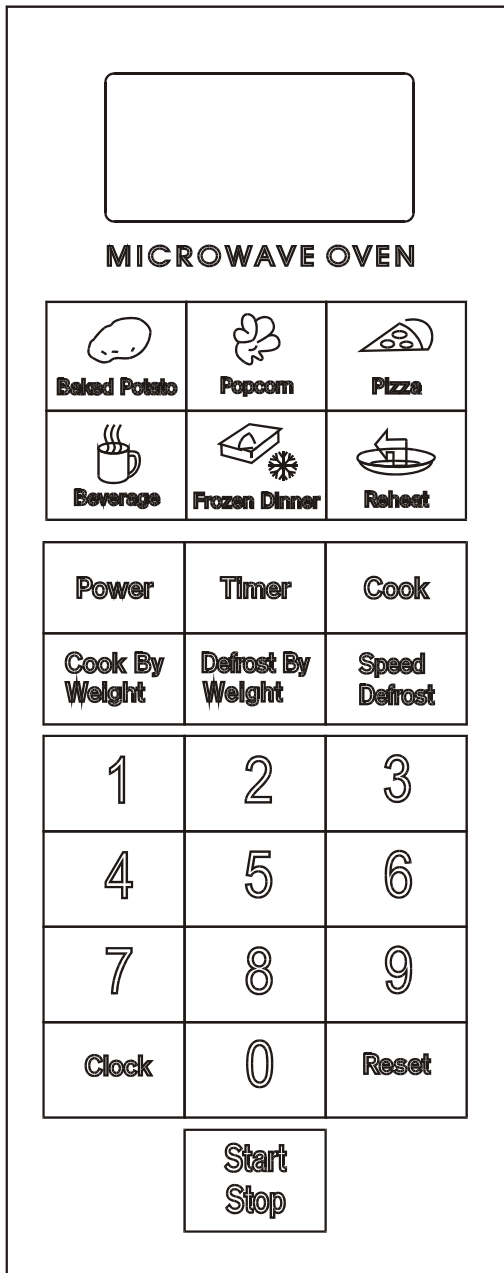 MICROWAVE OVEN
Baked Potato Popcorn Pizza
Beverage Frozen Dinner Reheat
Power Timer Cook
Cook By Defrost By Speed
Weight Weight Defrost
1 2 3
4 5 6
7 8 9
Clock 0 Reset
Start
Stop